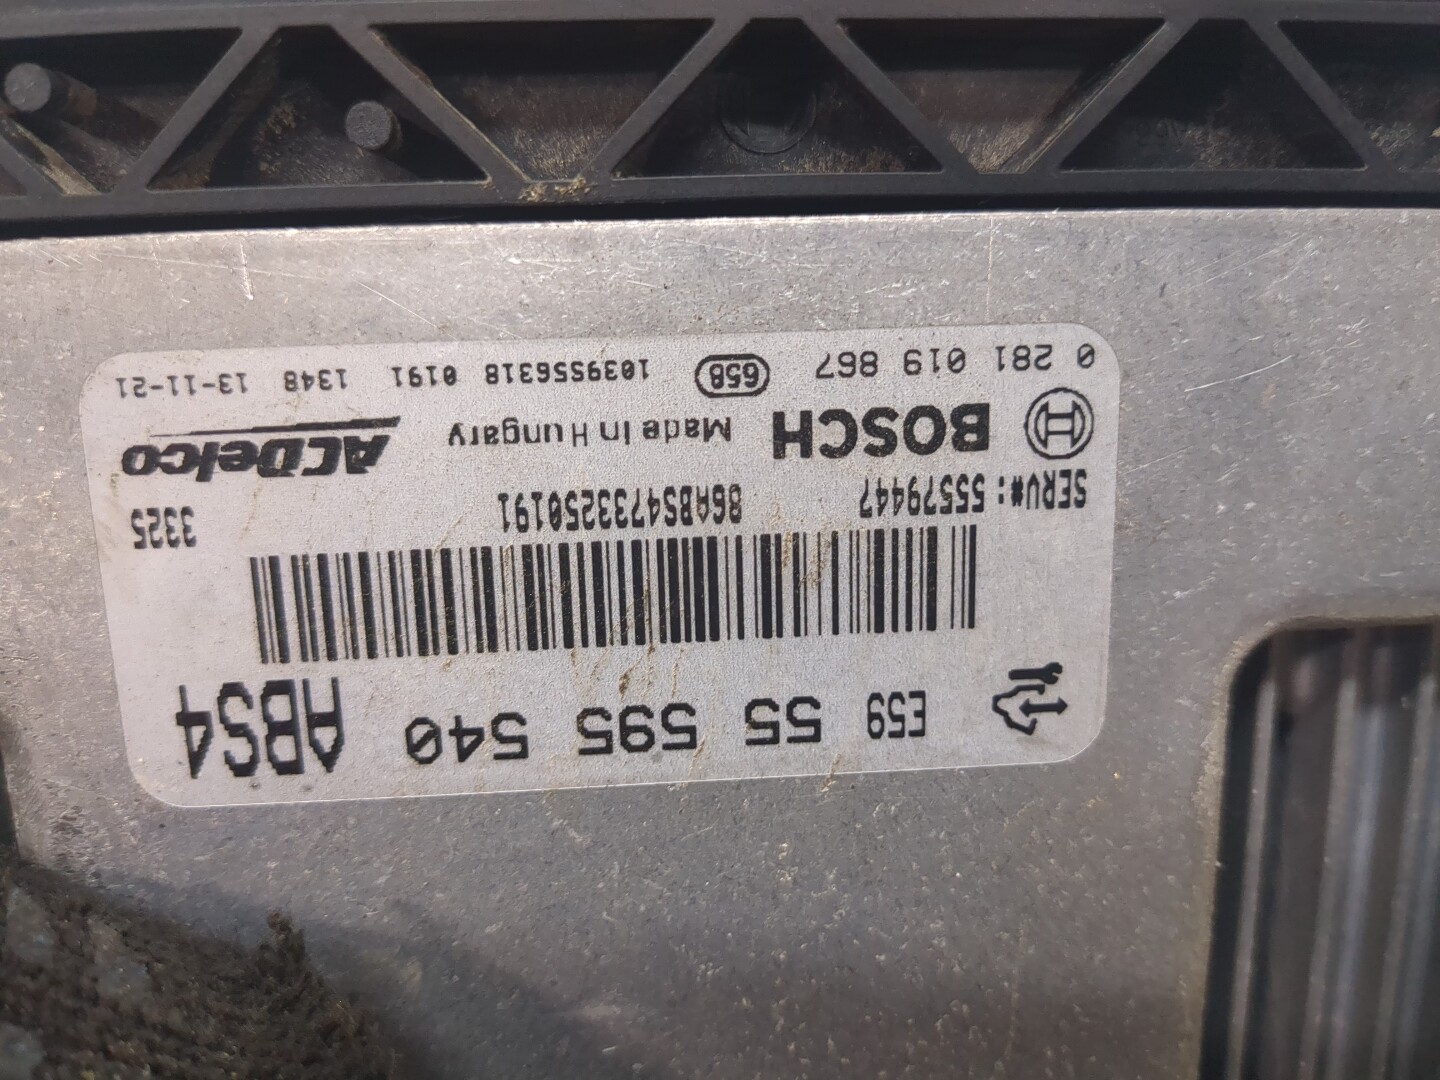 E59 55 595 540 ABS4
SERV#: 55579447 86ABS4733250191 3325
BOSCH Made In Hungary ACDelco
0 281 019 867 658 1039S56318 0191 1348 13-11-21